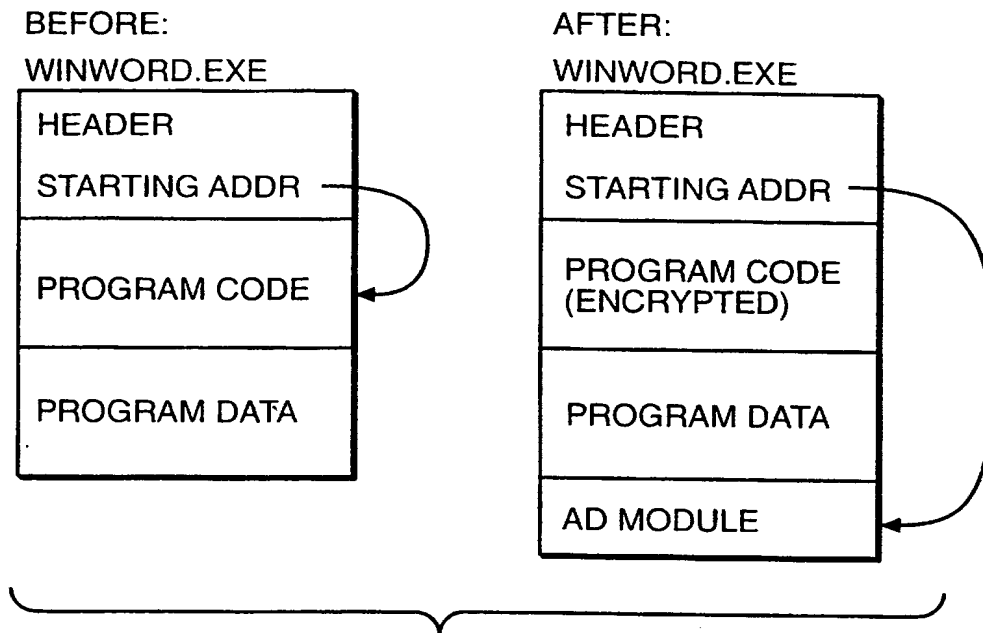 BEFORE:
WINWORD.EXE
HEADER
STARTING ADDR
PROGRAM CODE
PROGRAM DATA
AFTER:
WINWORD.EXE
HEADER
STARTING ADDR
PROGRAM CODE
(ENCRYPTED)
PROGRAM DATA
AD MODULE